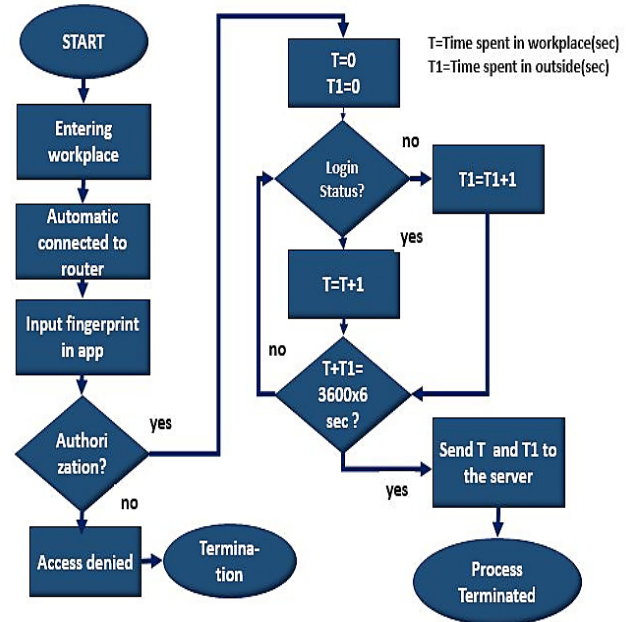 START
Entering
workplace
Automatic
connected to
router
Input fingerprint
in app
Authori
zation?
yes
no
Access denied
Termina-
tion
T=0
T1=0
T=Time spent in workplace(sec)
T1=Time spent in outside(sec)
Login
Status?
no
T1=T1+1
yes
T=T+1
no
T+T1=
3600x6
sec ?
yes
Send T and T1 to
the server
Process
Terminated